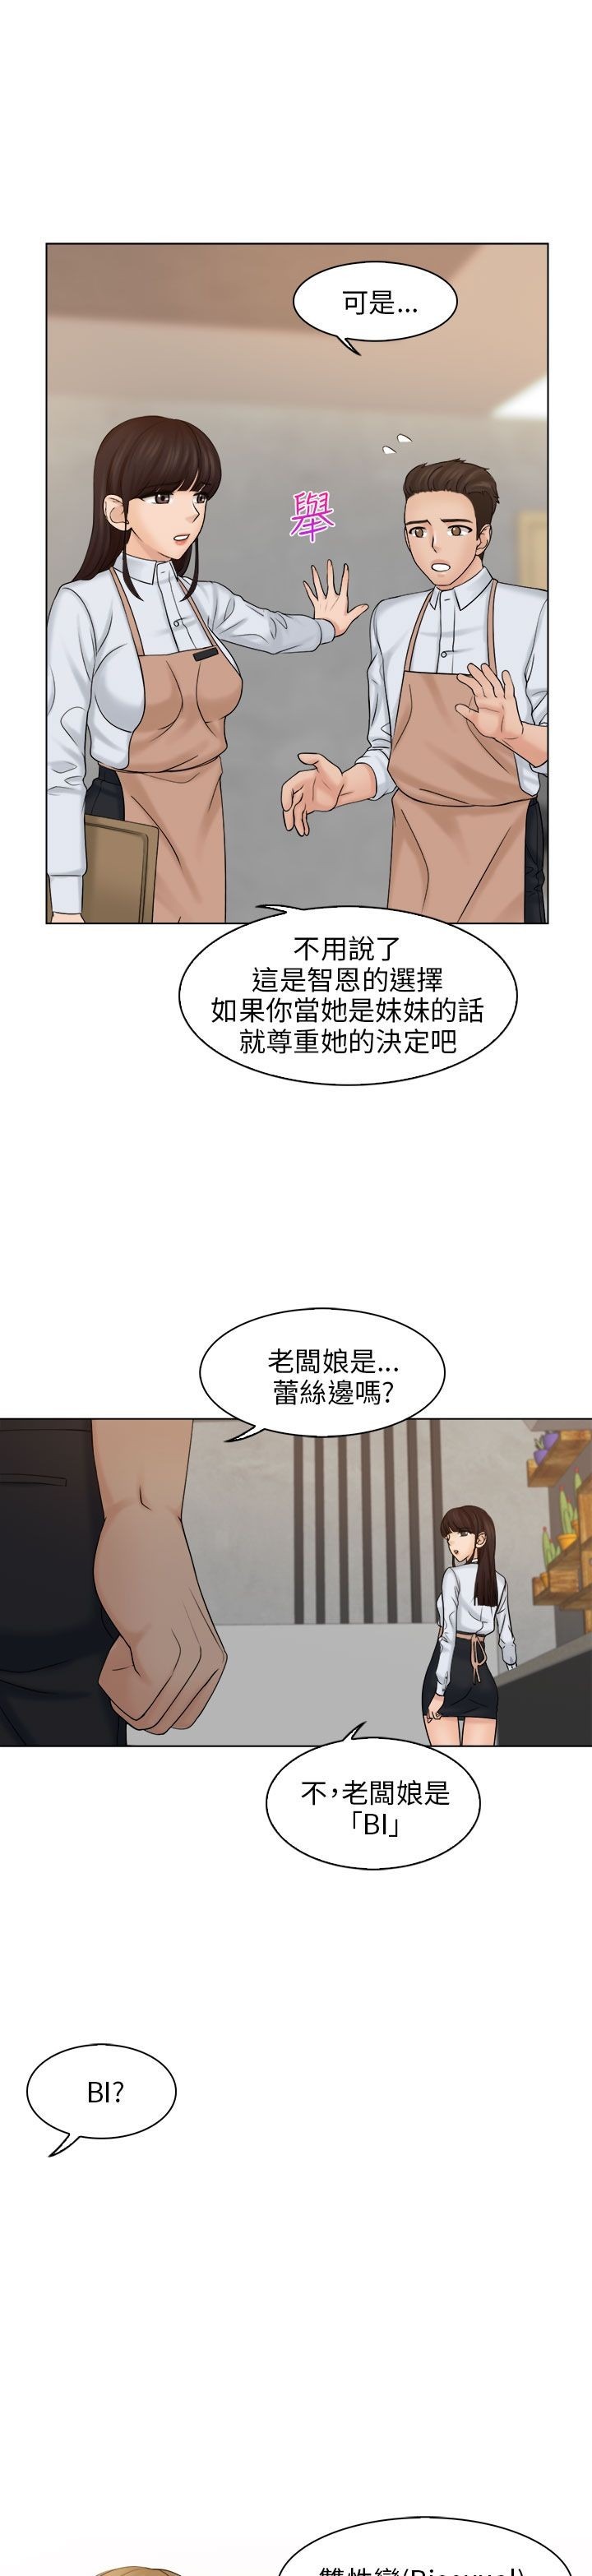 可是...
舉
不用說了
這是智恩的選擇
如果你當她是妹妹的話
就尊重她的決定吧
老闆娘是...
蕾絲邊嗎?
不,老闆娘是
「BI」
BI?